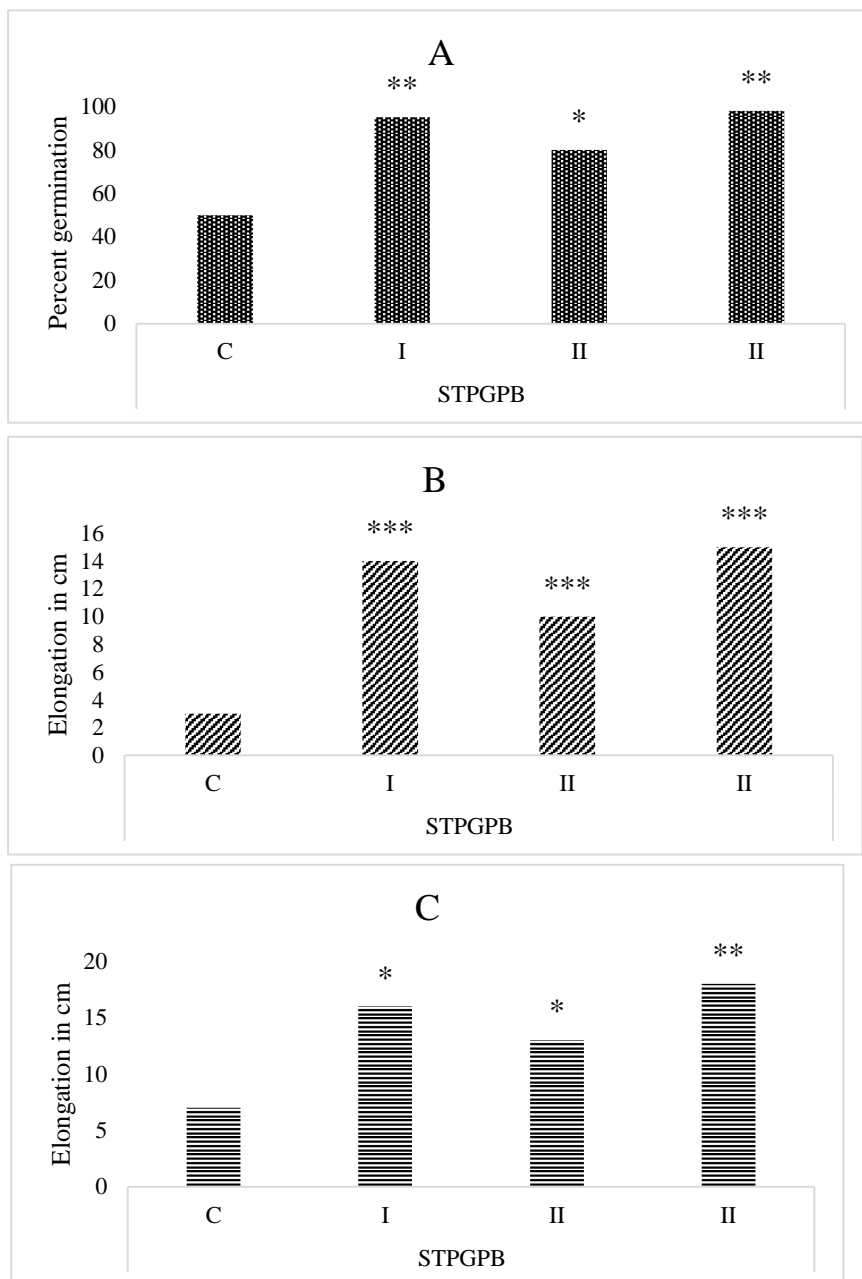 A
** * **
100
80
60
40
20
0
Percent germination
C I II II
STPGPB
B
*** *** ***
16
14
12
10
8
6
4
2
0
Elongation in cm
C I II II
STPGPB
C
* * **
20
15
10
5
0
Elongation in cm
C I II II
STPGPB